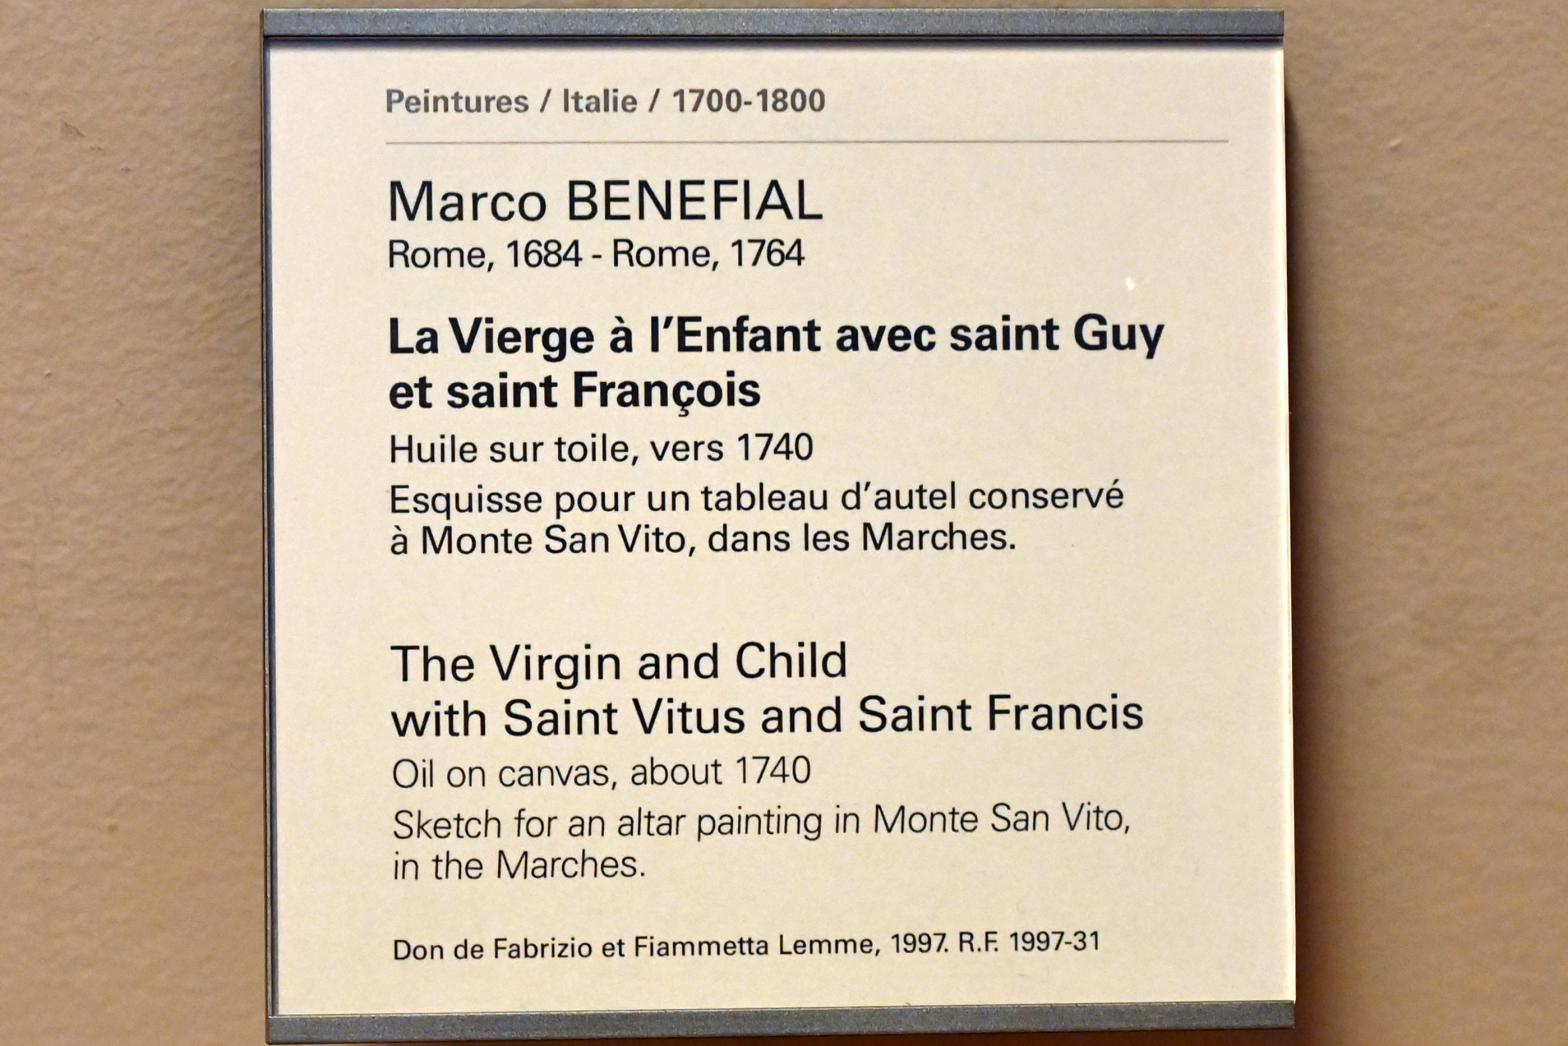 Peintures / Italie / 1700-1800
Marco BENEFIAL
Rome, 1684 - Rome, 1764
La Vierge à l'Enfant avec saint Guy
et saint François
Huile sur toile, vers 1740
Esquisse pour un tableau d'autel conservé
à Monte San Vito, dans les Marches.
The Virgin and Child
with Saint Vitus and Saint Francis
Oil on canvas, about 1740
Sketch for an altar painting in Monte San Vito,
in the Marches.
Don de Fabrizio et Fiammetta Lemme, 1997. R.F. 1997-31